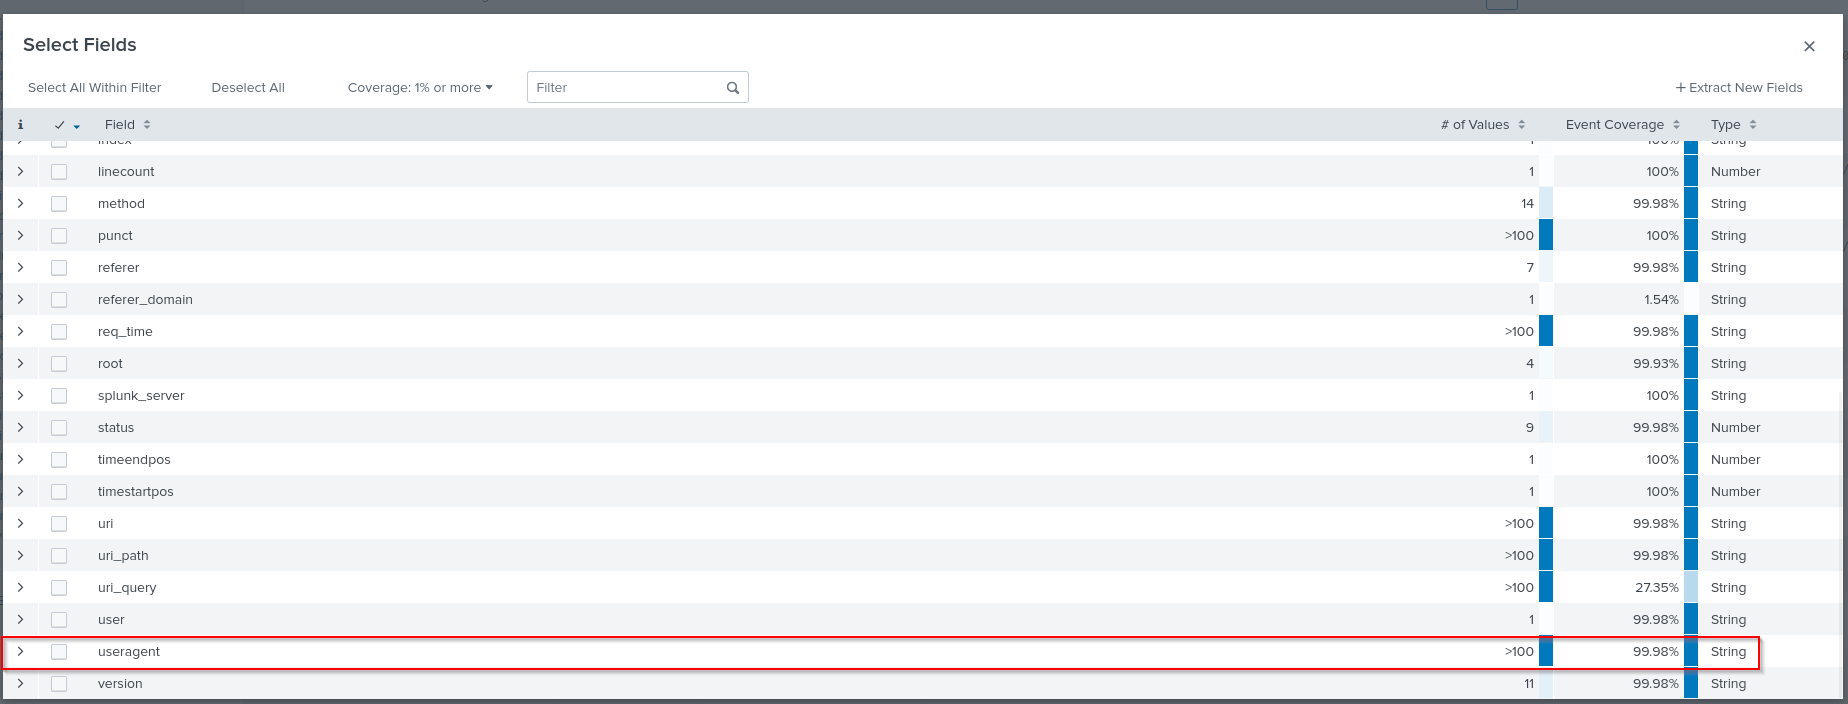 Select Fields
Select All Within Filter Deselect All Coverage: 1% or more Filter + Extract New Fields
i Field # of Values Event Coverage Type
index 1 100% String
linecount 1 100% Number
method 14 99.98% String
punct >100 100% String
referer 7 99.98% String
referer_domain 1 1.54% String
req_time >100 99.98% String
root 4 99.93% String
splunk_server 1 100% String
status 9 99.98% Number
timeendpos 1 100% Number
timestartpos 1 100% Number
uri >100 99.98% String
uri_path >100 99.98% String
uri_query >100 27.35% String
user 1 99.98% String
useragent >100 99.98% String
version 11 99.98% String